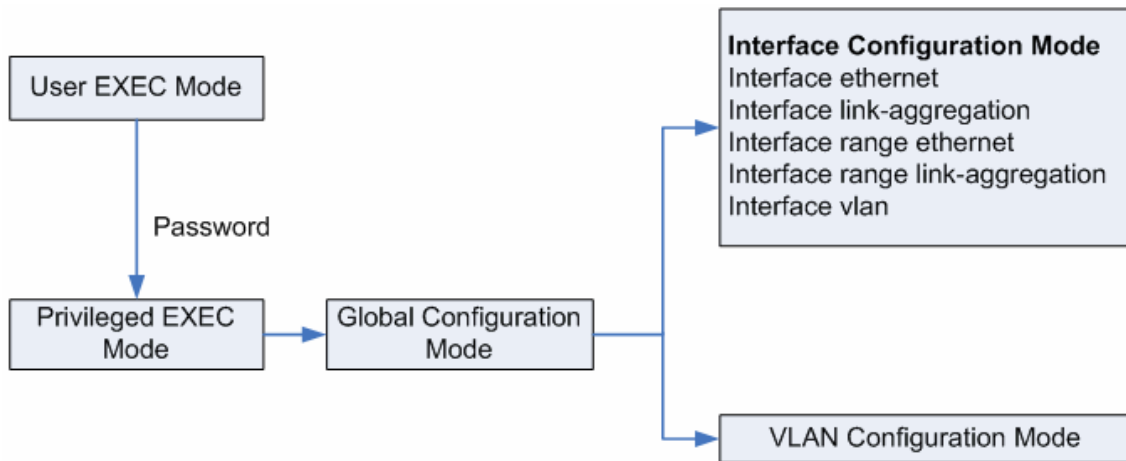 User EXEC Mode
Password
Privileged EXEC
Mode
Global Configuration
Mode
Interface Configuration Mode
Interface ethernet
Interface link-aggregation
Interface range ethernet
Interface range link-aggregation
Interface vlan
VLAN Configuration Mode